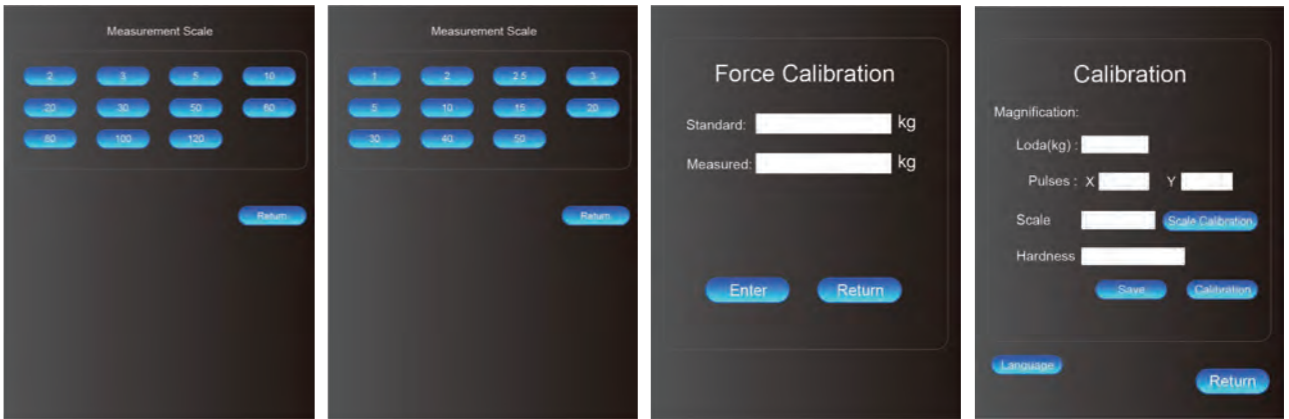 Measurement Scale
2 3 5 10
20 30 50 60
80 100 120
Return
Measurement Scale
1 2 2.5 3
5 10 15 20
30 40 50
Return
Force Calibration
Standard: kg
Measured: kg
Enter Return
Calibration
Magnification:
Loda(kg) :
Pulses : X Y
Scale Scale Calibration
Hardness
Save Calibration
Language
Return